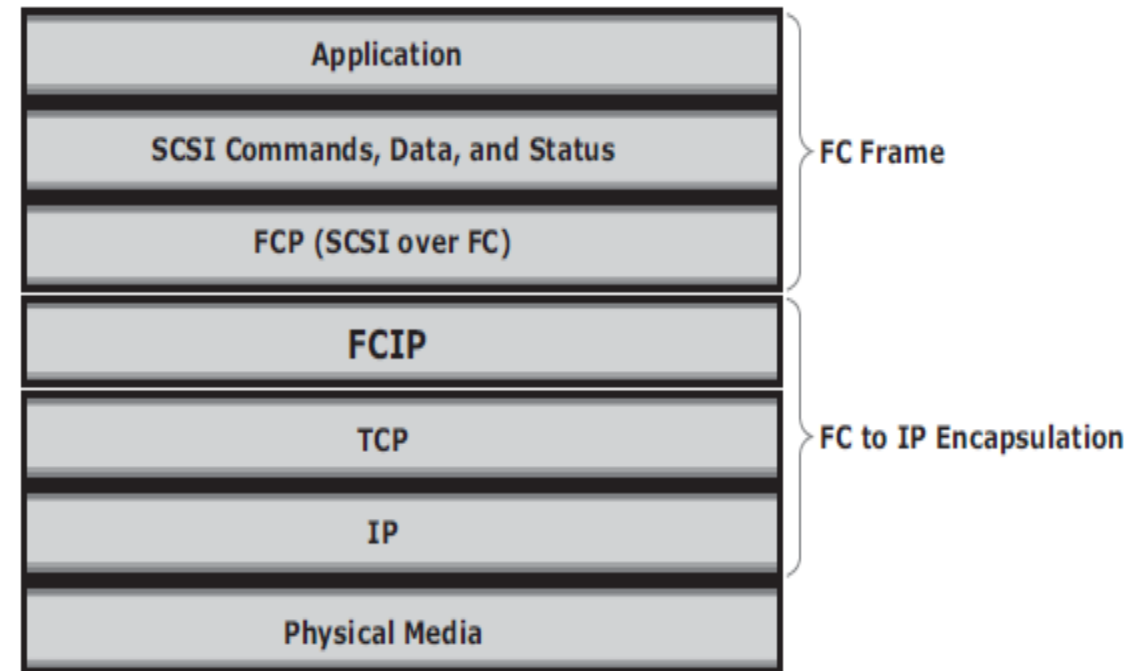 Application
SCSI Commands, Data, and Status
FC Frame
FCP (SCSI over FC)
FCIP
TCP
FC to IP Encapsulation
IP
Physical Media